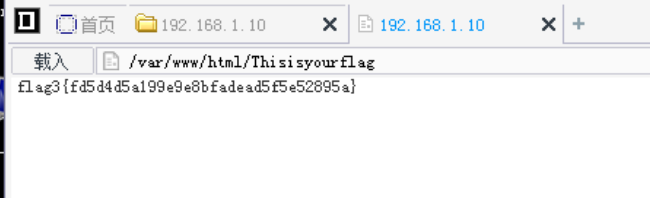 首页 192.168.1.10 192.168.1.10
载入 /var/www/html/Thisisyourflag
flag3{fd5d4d5a199e9e8bfadead5f5e52895a}